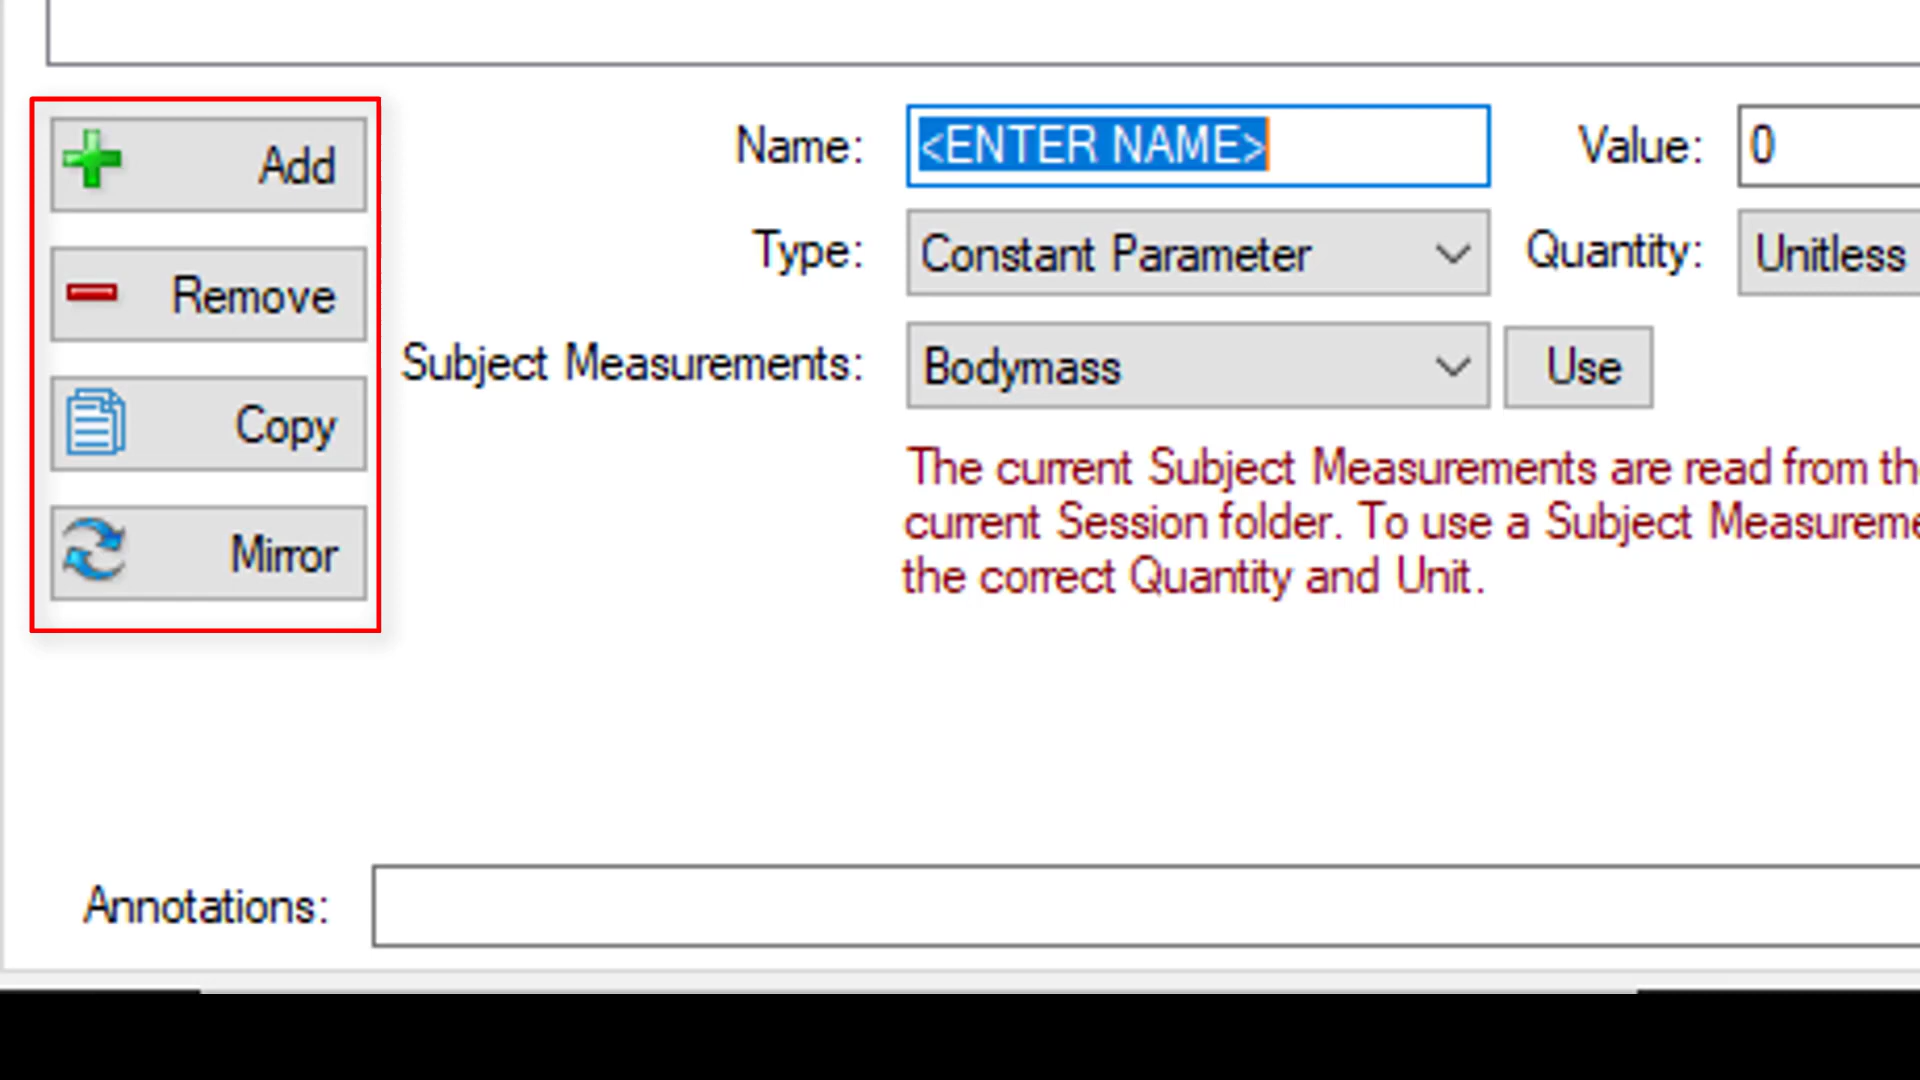 Add
Remove
Copy
Mirror
Name: <ENTER NAME> Value: 0
Type: Constant Parameter Quantity: Unitless
Subject Measurements: Bodymass Use
The current Subject Measurements are read from th
current Session folder. To use a Subject Measureme
the correct Quantity and Unit.
Annotations: